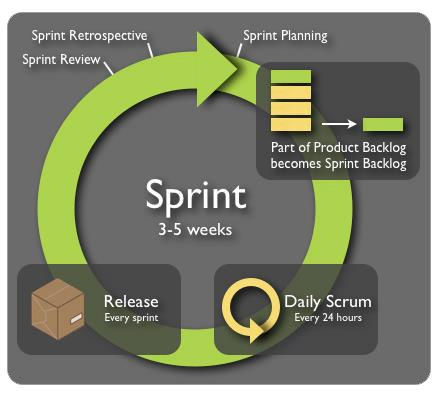 Sprint Retrospective
Sprint Planning
Sprint Review
Part of Product Backlog
becomes Sprint Backlog
Sprint
3-5 weeks
Release
Every sprint
Daily Scrum
Every 24 hours